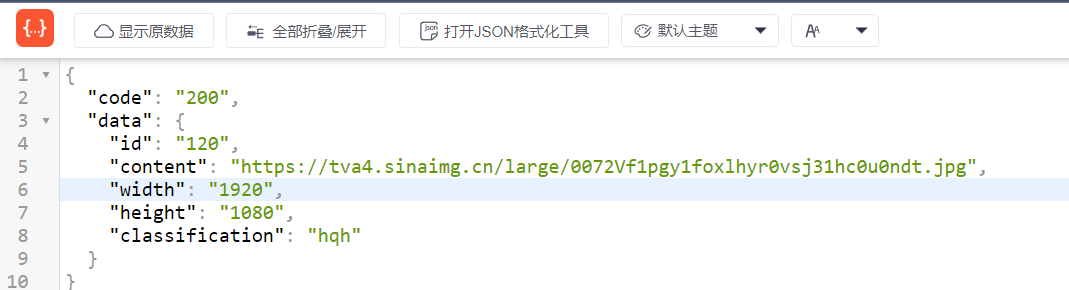 {...}
显示原数据 全部折叠/展开 json 打开JSON格式化工具 默认主题 AA
1 {
2 "code": "200",
3 "data": {
4 "id": "120",
5 "content": "https://tva4.sinaimg.cn/large/0072Vf1pgy1foxlhyr0vsj31hc0u0ndt.jpg",
6 "width": "1920",
7 "height": "1080",
8 "classification": "hqh"
9 }
10 }